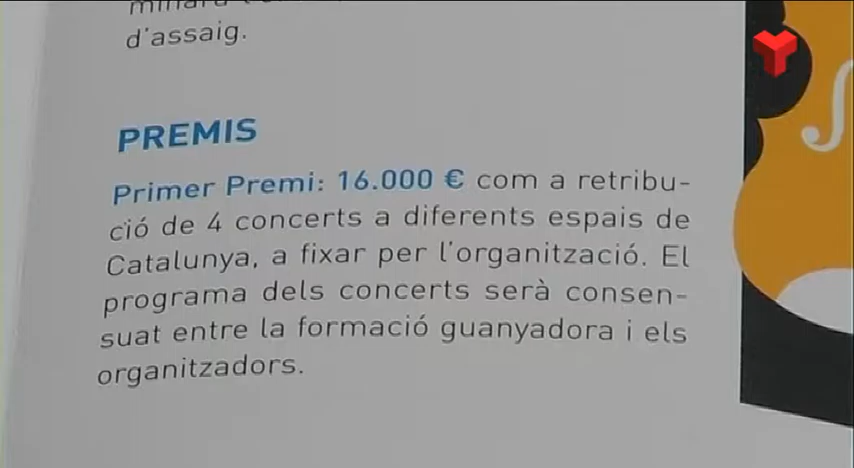 d'assaig.
PREMIS
Primer Premi: 16.000 € com a retribu-
ció de 4 concerts a diferents espais de
Catalunya, a fixar per l'organització. El
programa dels concerts serà consen-
suat entre la formació guanyadora i els
organitzadors.